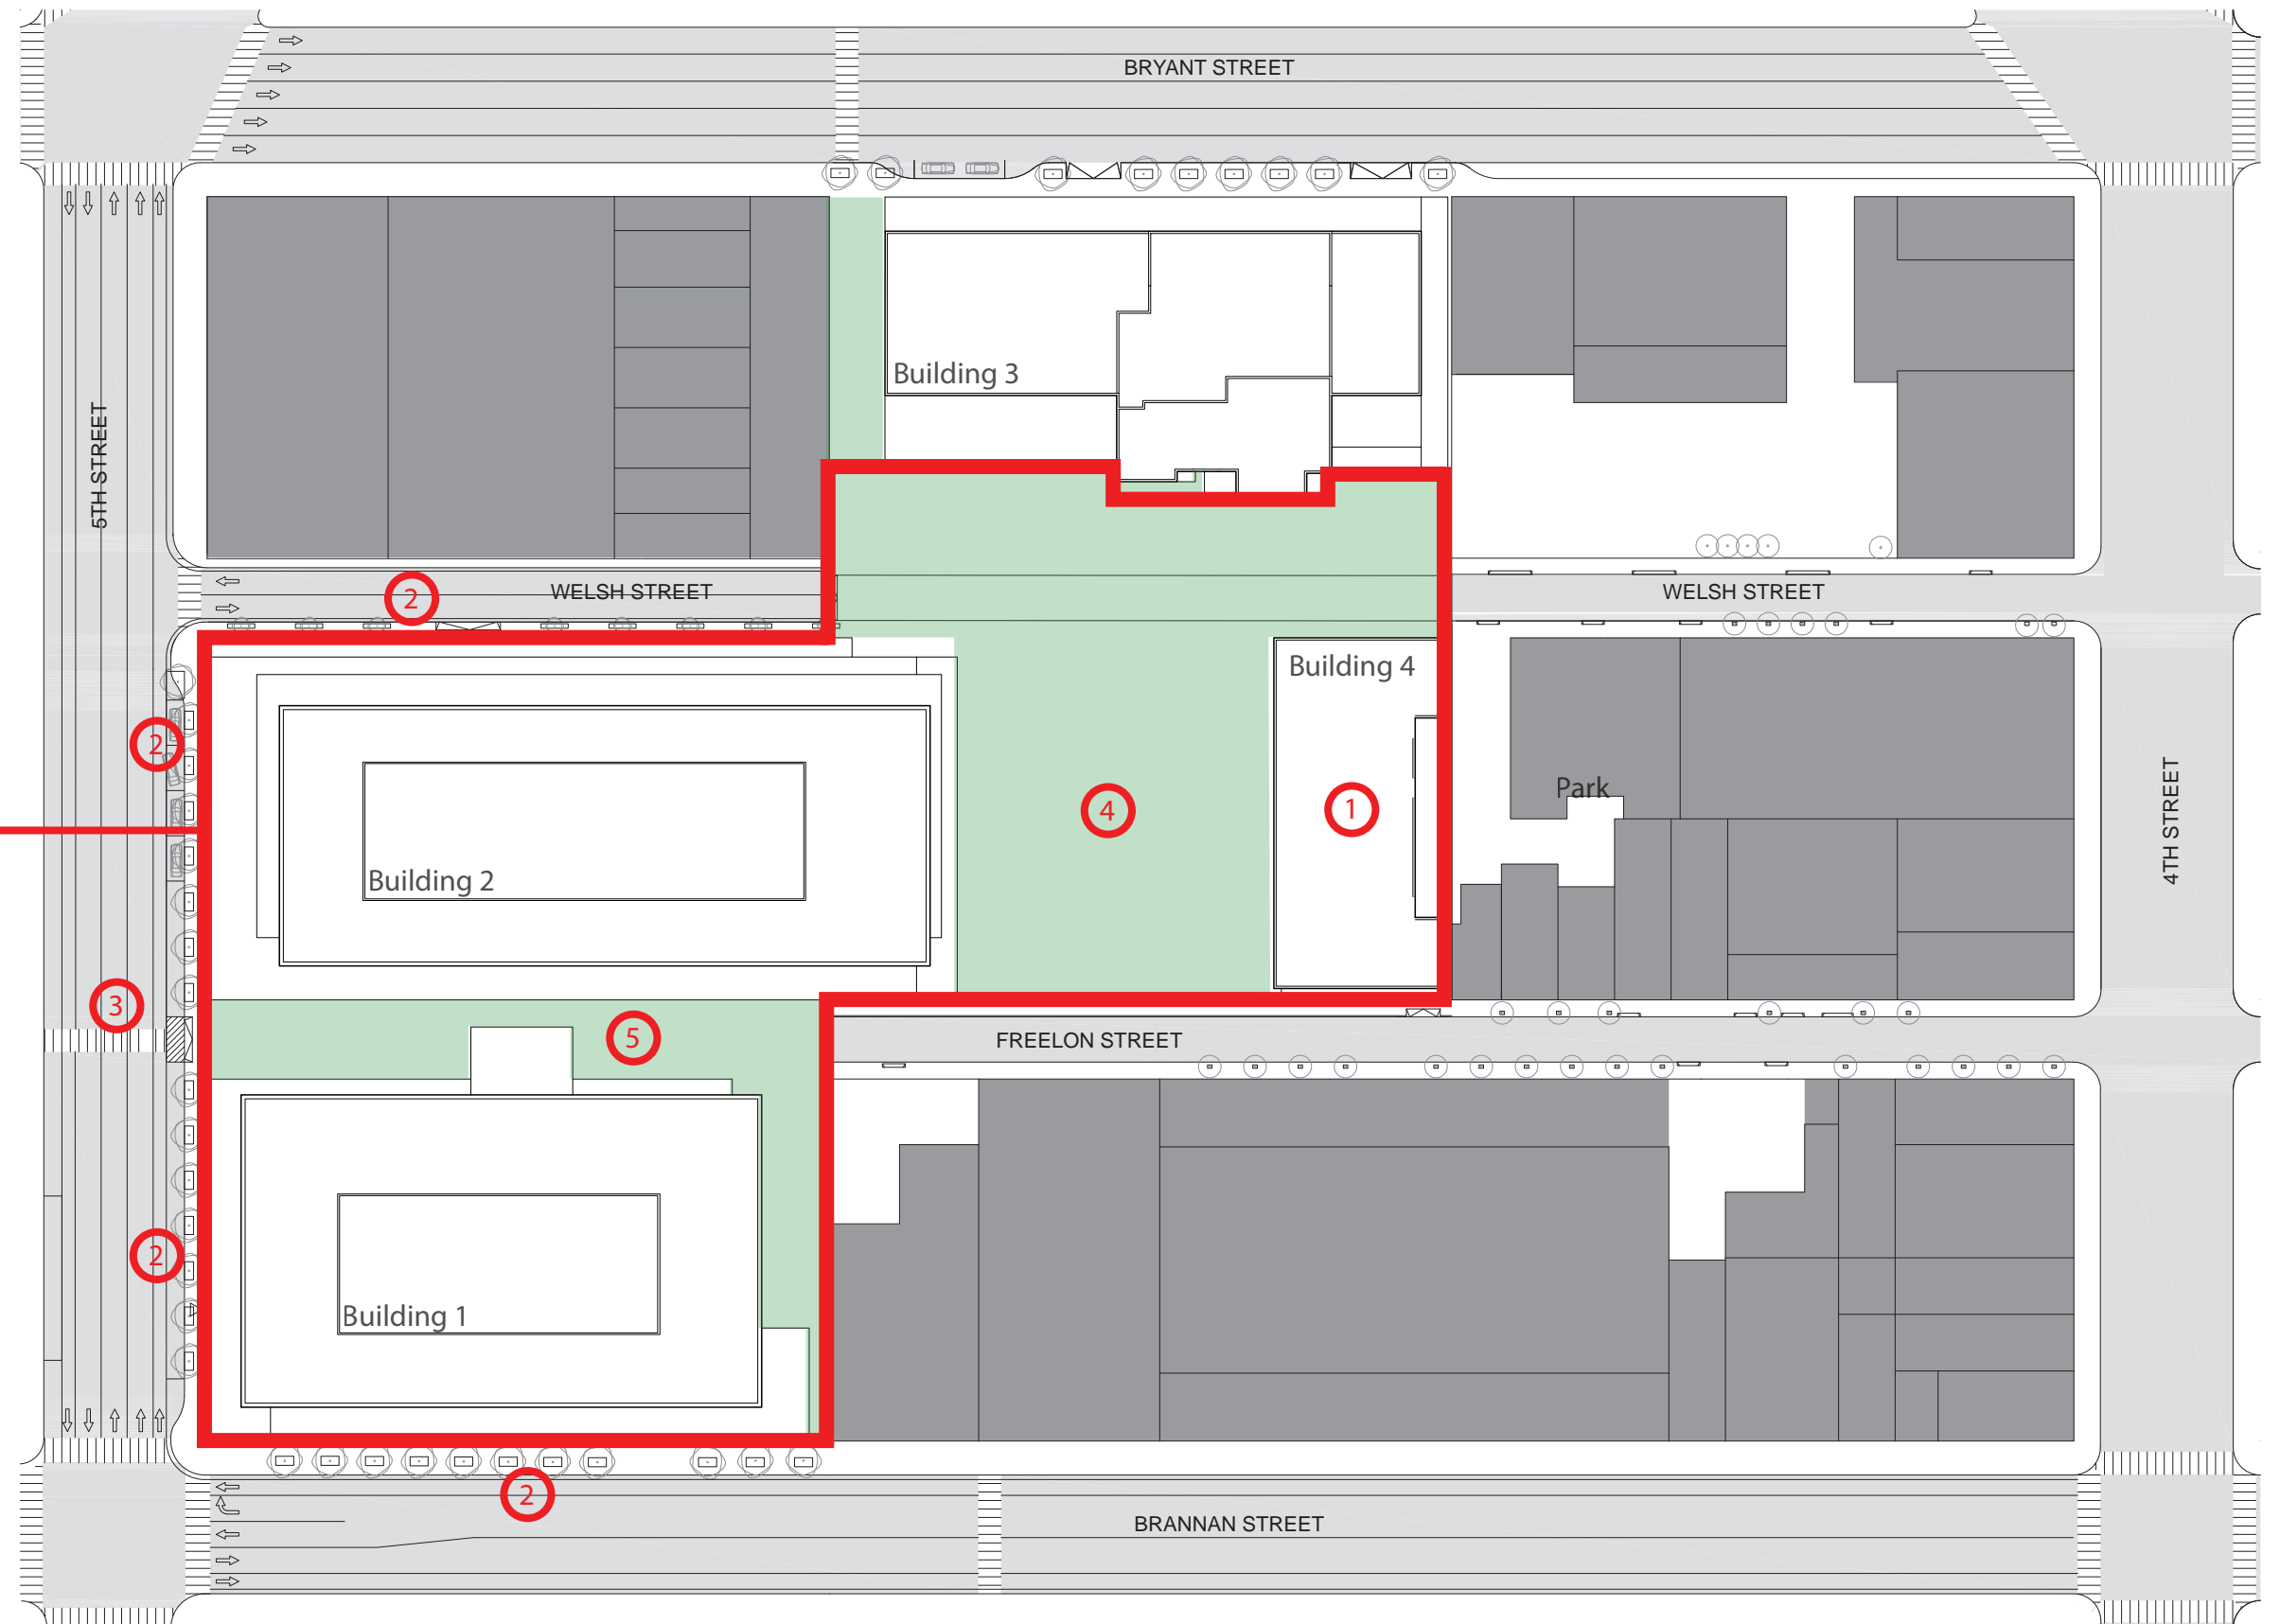 BRYANT STREET
5TH STREET
Building 3
WELSH STREET
2
WELSH STREET
Building 4
2
Park
4
1
4TH STREET
Building 2
3
5
FREELON STREET
2
Building 1
2
BRANNAN STREET